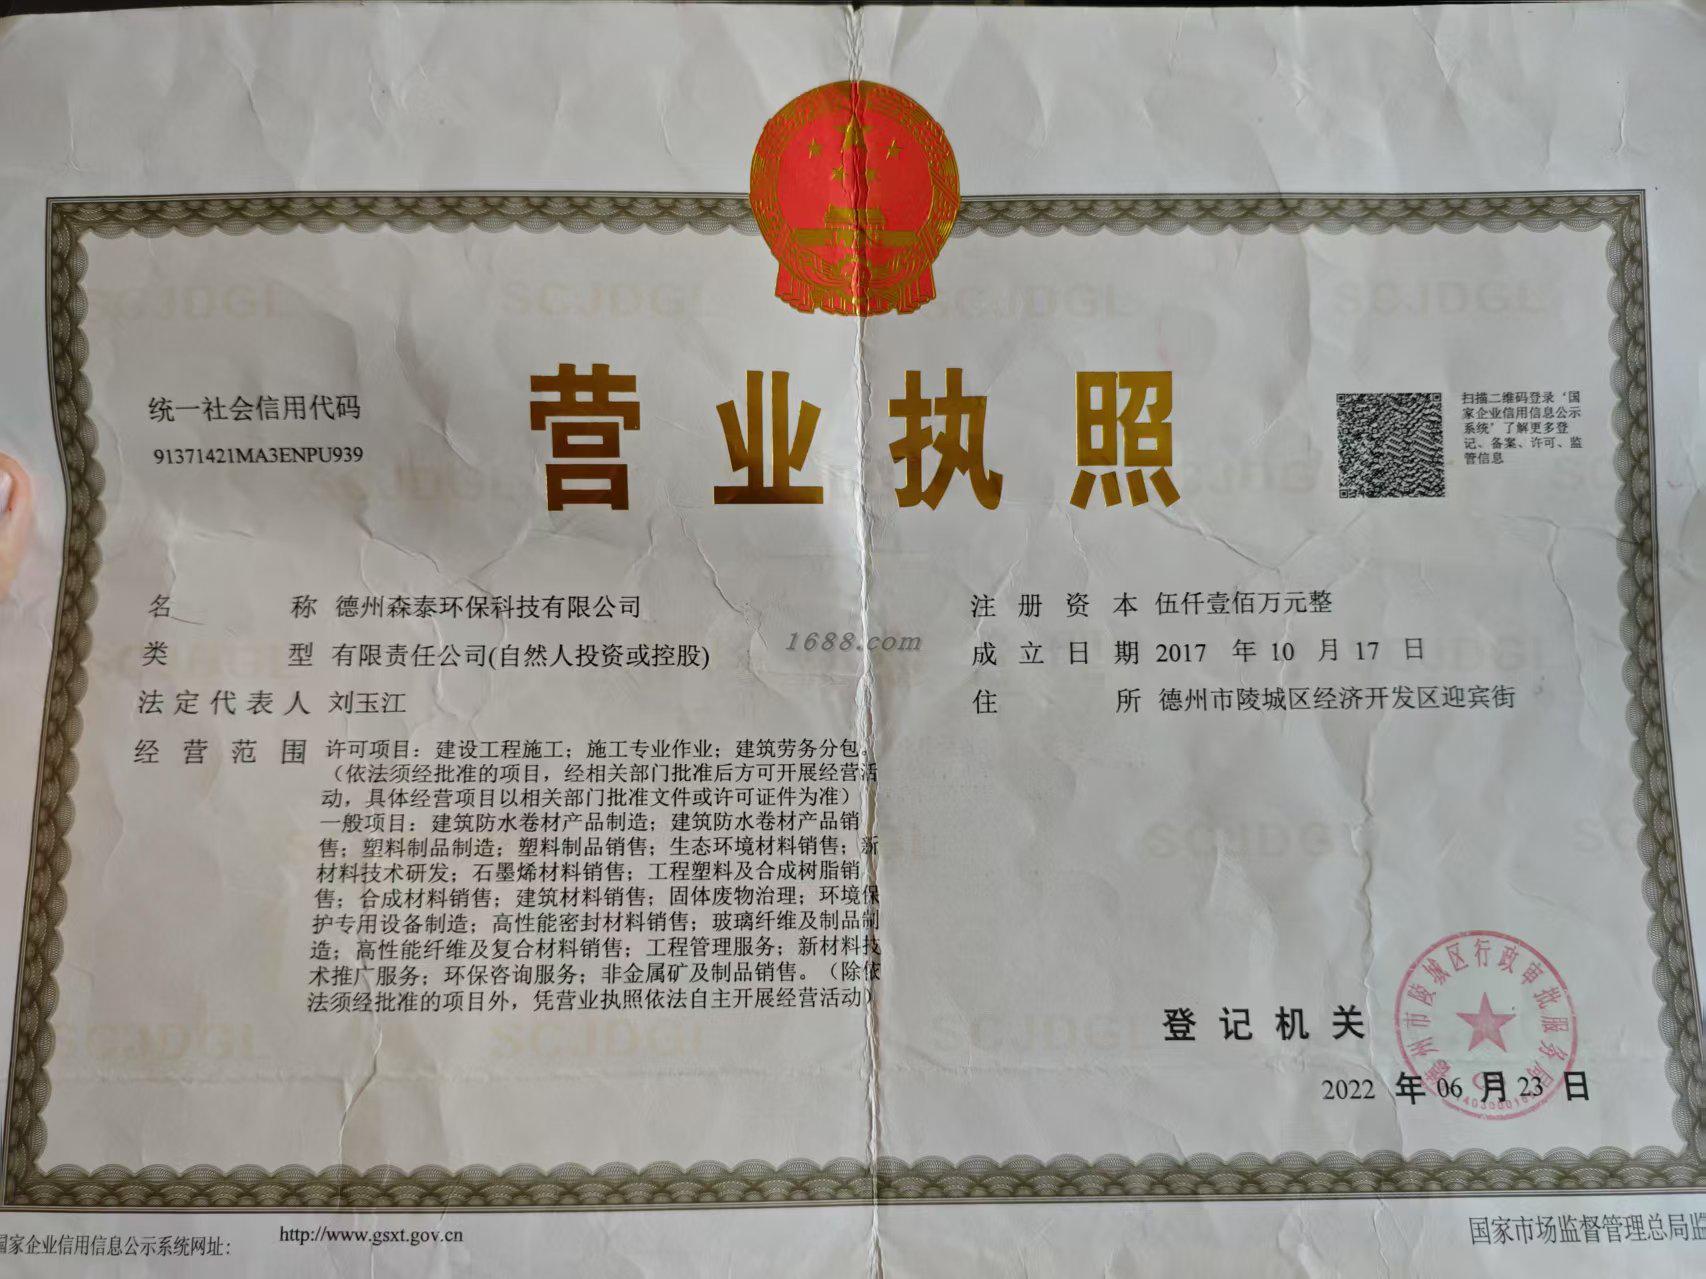 营业执照
统一社会信用代码
91371421MA3ENPU939
扫描二维码登录‘国
家企业信用信息公示
系统’了解更多登
记、备案、许可、监
管信息
名 称 德州森泰环保科技有限公司
类 型 有限责任公司(自然人投资或控股)
法定代表人 刘玉江
经营范围 许可项目：建设工程施工；施工专业作业；建筑劳务分包。
（依法须经批准的项目，经相关部门批准后方可开展经营活
动，具体经营项目以相关部门批准文件或许可证件为准）
一般项目：建筑防水卷材产品制造；建筑防水卷材产品销
售；塑料制品制造；塑料制品销售；生态环境材料销售；新
材料技术研发；石墨烯材料销售；工程塑料及合成树脂销
售；合成材料销售；建筑材料销售；固体废物治理；环境保
护专用设备制造；高性能密封材料销售；玻璃纤维及制品制
造；高性能纤维及复合材料销售；工程管理服务；新材料技
术推广服务；环保咨询服务；非金属矿及制品销售。（除依
法须经批准的项目外，凭营业执照依法自主开展经营活动）
注册资本 伍仟壹佰万元整
成立日期 2017 年 10 月 17 日
住 所 德州市陵城区经济开发区迎宾街
1688.com
登记机关
德州市陵城区行政审批服务局
2022 年 06 月 23 日
国家企业信用信息公示系统网址： http://www.gsxt.gov.cn
国家市场监督管理总局监
SCJDGL